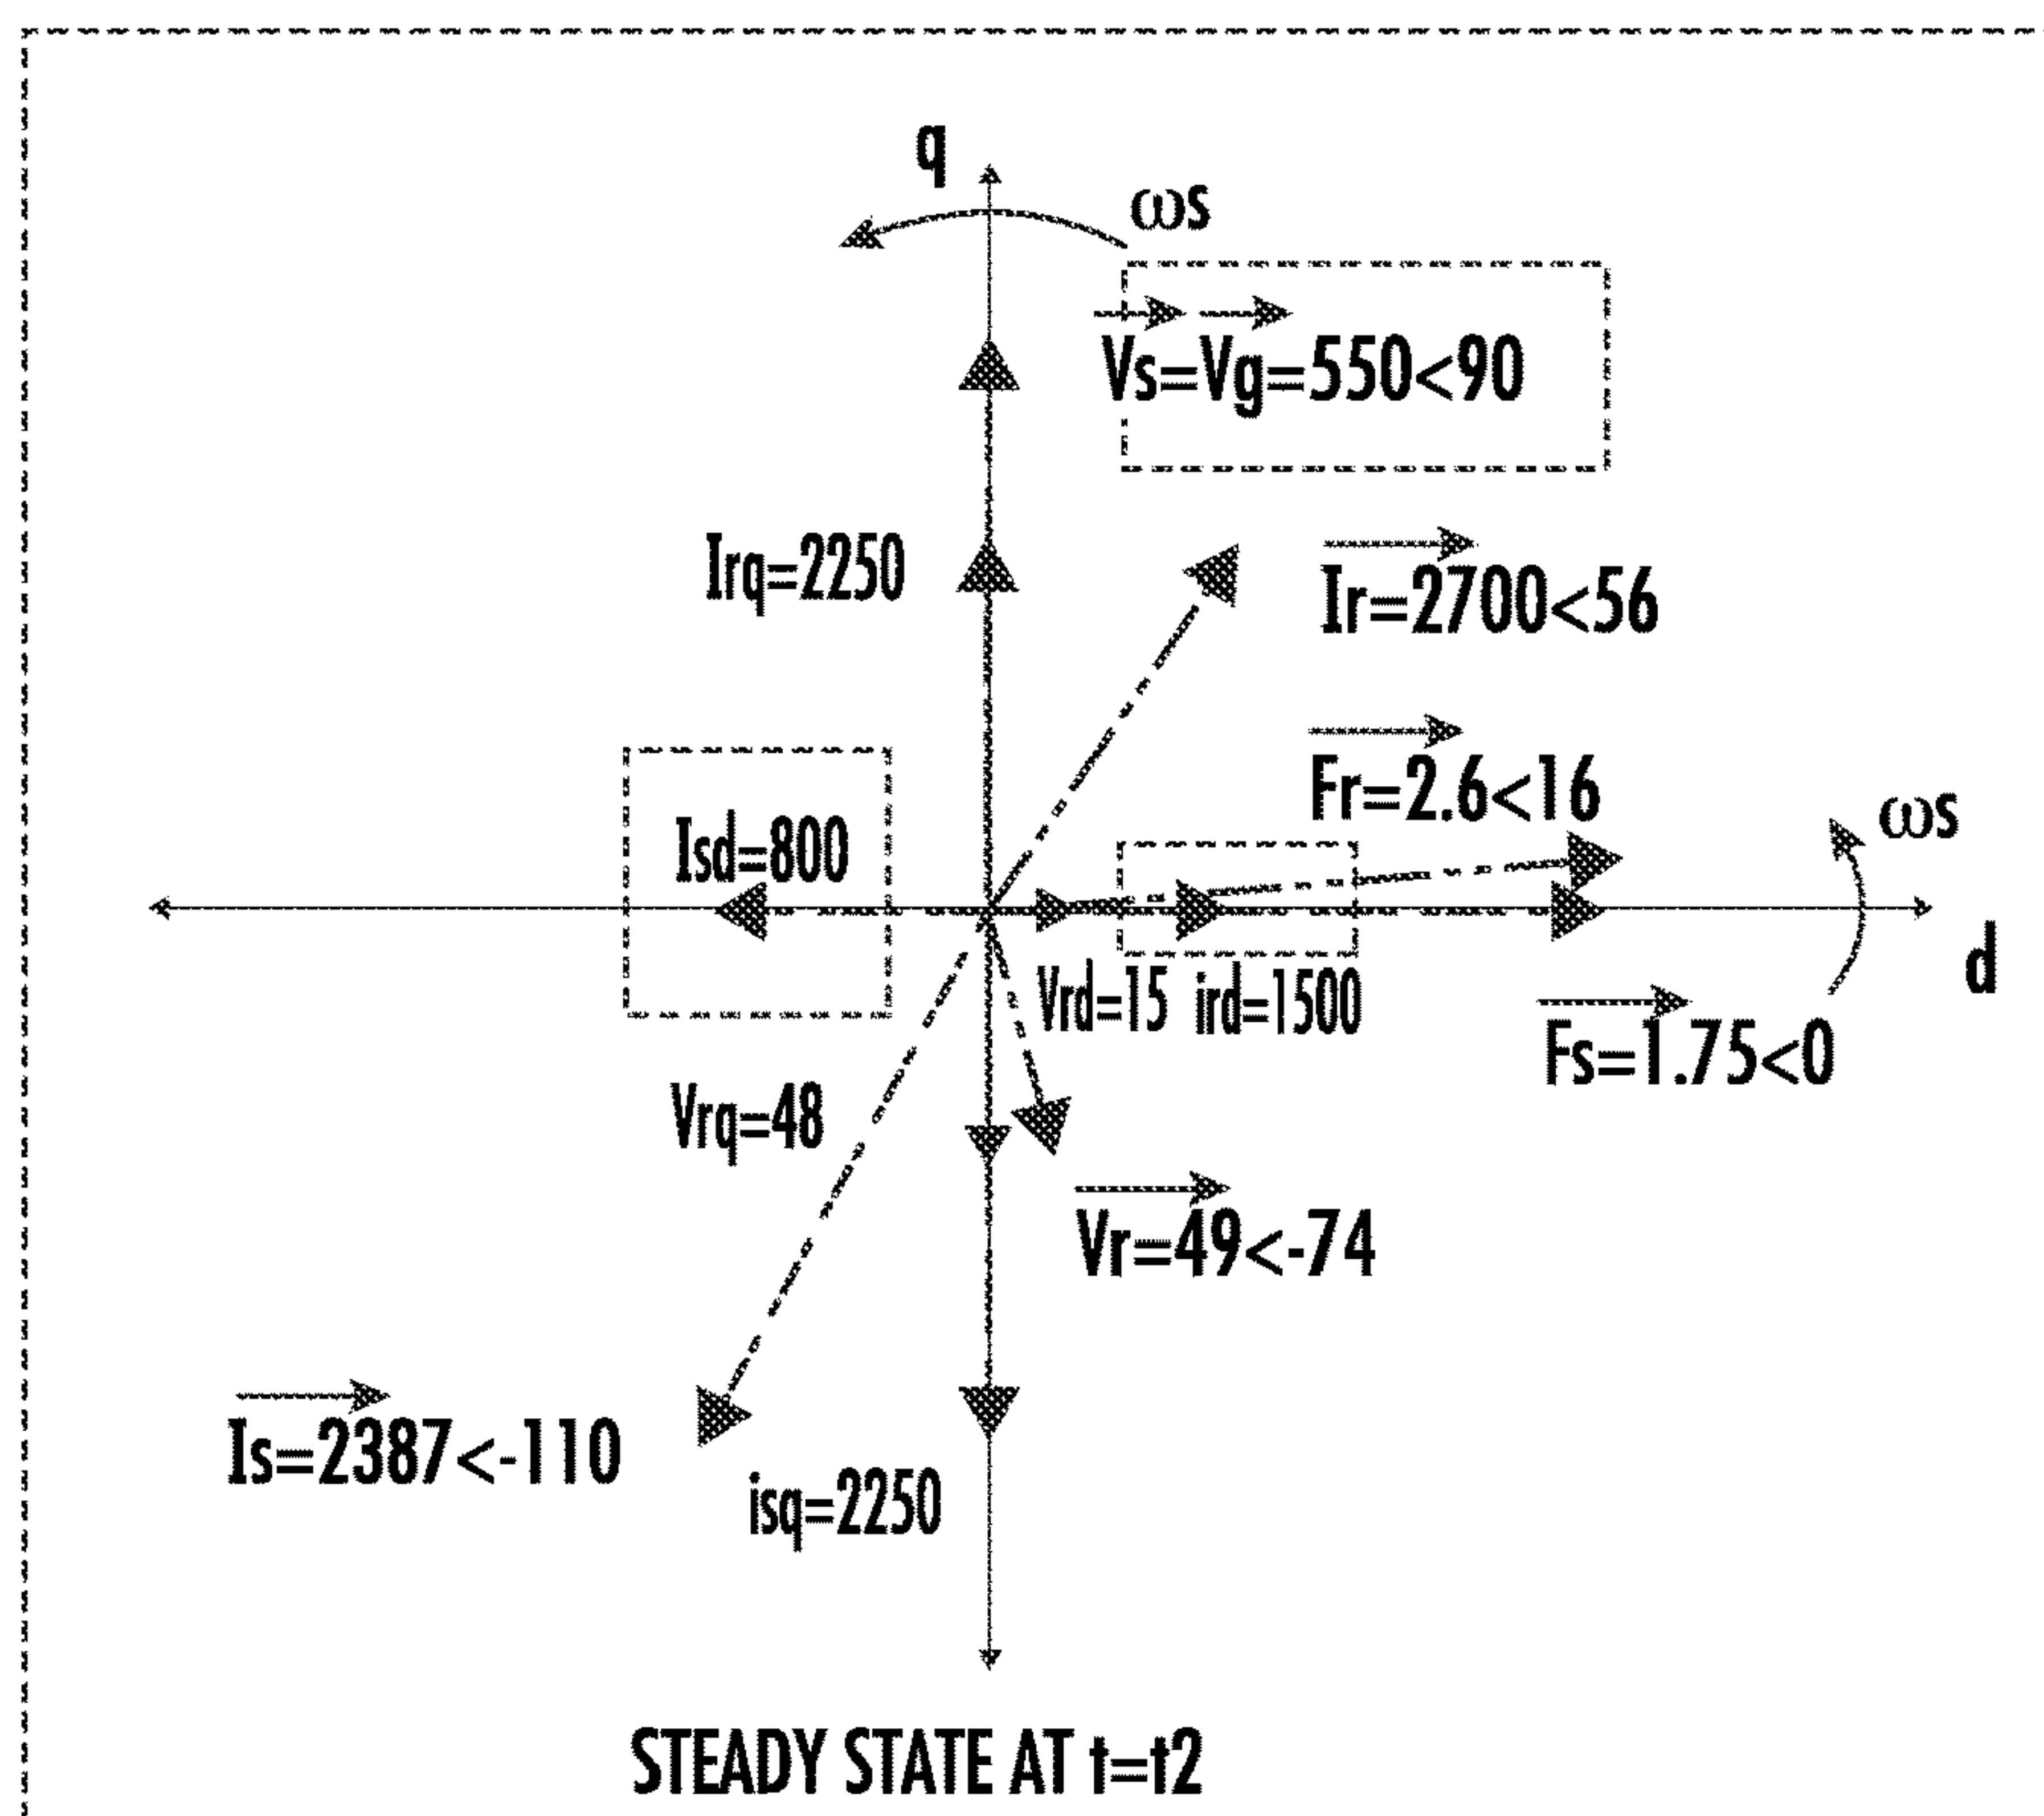 q
ωs
Vs=Vg=550<90
Irq=2250
Ir=2700<56
Fr=2.6<16
ωs
Isd=800
d
Vrd=15 ird=1500
Fs=1.75<0
Vrq=48
Vr=49<-74
Is=2387<-110
isq=2250
STEADY STATE AT t=t2